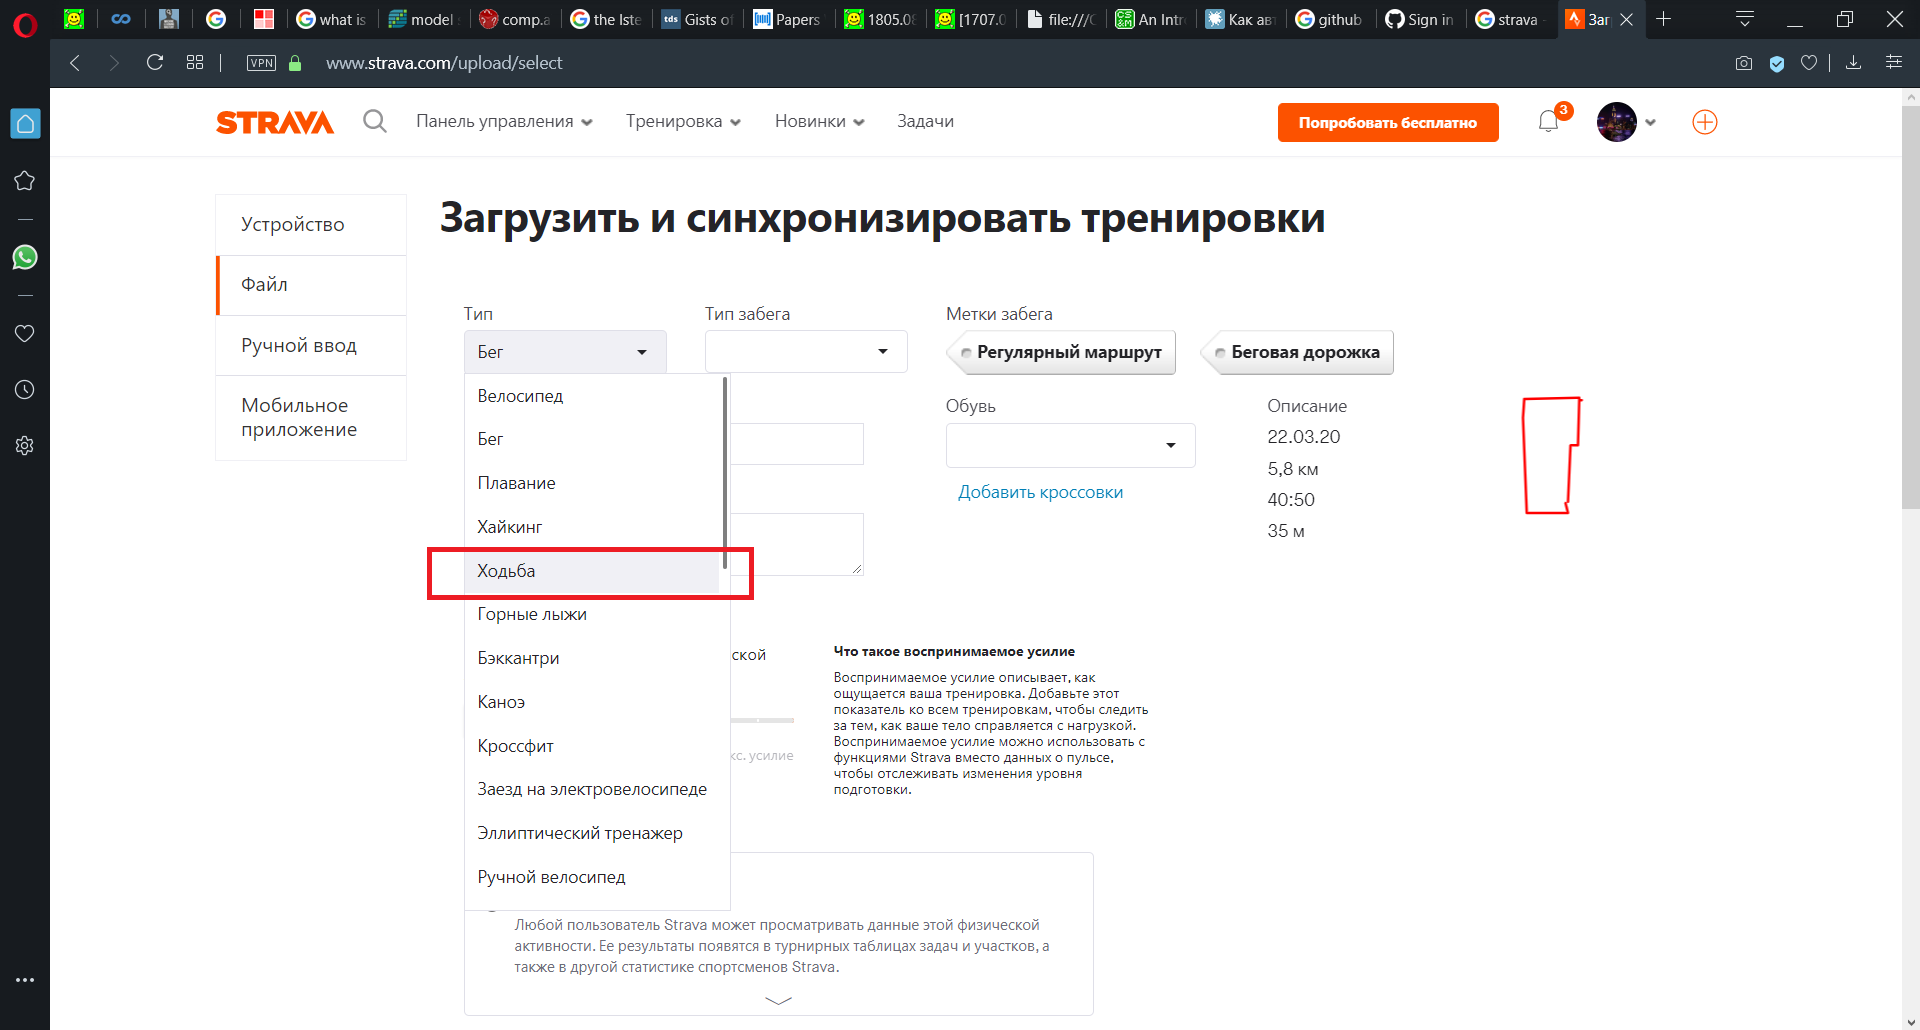 what is
model
comp.a
the Iste
tds
Gists of
Papers
1805.08
[1707.0
file:///C
CS&M
An Intr
Как ав
github
Sign in
strava -
Заг
VPN
www.strava.com/upload/select
STRAVA
Панель управления
Тренировка
Новинки
Задачи
Попробовать бесплатно
3
Устройство
Файл
Ручной ввод
Мобильное
приложение
Загрузить и синхронизировать тренировки
Тип
Тип забега
Метки забега
Бег
Регулярный маршрут
Беговая дорожка
Велосипед
Бег
Плавание
Хайкинг
Ходьба
Горные лыжи
Бэккантри
Каноэ
Кроссфит
Заезд на электровелосипеде
Эллиптический тренажер
Ручной велосипед
Обувь
Добавить кроссовки
Описание
22.03.20
5,8 км
40:50
35 м
ской
кс. усилие
Что такое воспринимаемое усилие
Воспринимаемое усилие описывает, как
ощущается ваша тренировка. Добавьте этот
показатель ко всем тренировкам, чтобы следить
за тем, как ваше тело справляется с нагрузкой.
Воспринимаемое усилие можно использовать с
функциями Strava вместо данных о пульсе,
чтобы отслеживать изменения уровня
подготовки.
Любой пользователь Strava может просматривать данные этой физической
активности. Ее результаты появятся в турнирных таблицах задач и участков, а
также в другой статистике спортсменов Strava.